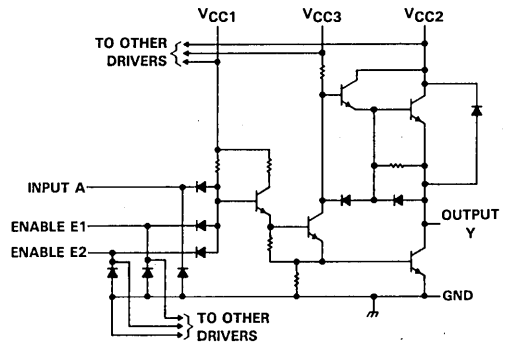 VCC1 VCC3 VCC2
TO OTHER
DRIVERS
INPUT A
ENABLE E1
ENABLE E2
OUTPUT
Y
GND
TO OTHER
DRIVERS